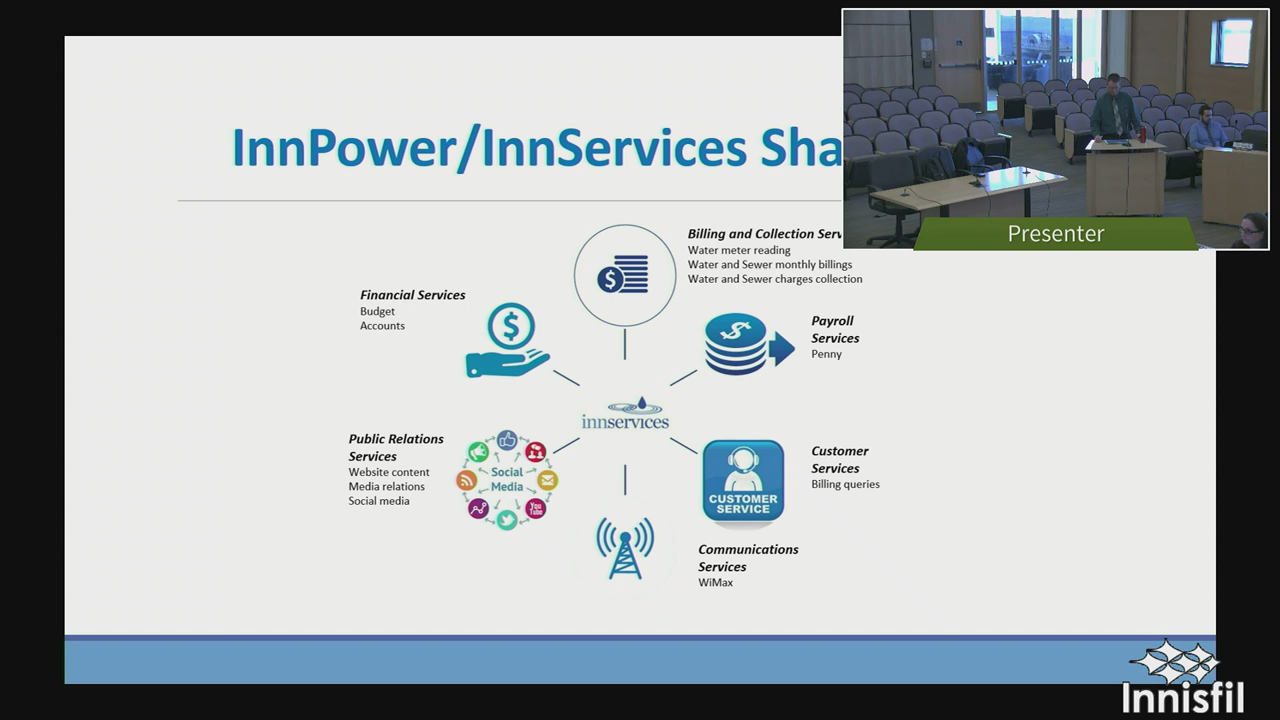 InnPower/InnServices Sha
Presenter
Billing and Collection Serv
Water meter reading
Water and Sewer monthly billings
Water and Sewer charges collection
Financial Services
Budget
Accounts
Payroll
Services
Penny
innservices
Public Relations
Services
Website content
Media relations
Social media
Social
Media
You
Tube
CUSTOMER
SERVICE
Customer
Services
Billing queries
Communications
Services
WiMax
Innisfil